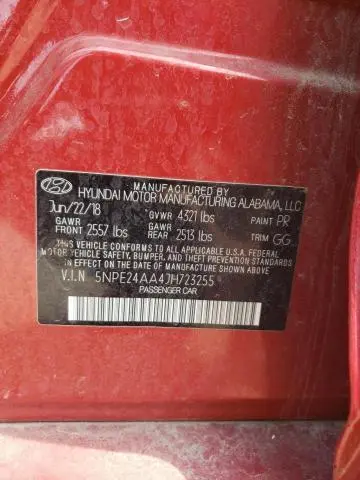 MANUFACTURED BY
HYUNDAI MOTOR MANUFACTURING ALABAMA, LLC
Jun/22/18 GVWR 4321 lbs PAINT PR
GAWR FRONT 2557 lbs GAWR REAR 2513 lbs TRIM GG
THIS VEHICLE CONFORMS TO ALL APPLICABLE U.S.A. FEDERAL
MOTOR VEHICLE SAFETY, BUMPER, AND THEFT PREVENTION STANDARDS
IN EFFECT ON THE DATE OF MANUFACTURE SHOWN ABOVE.
V.I.N 5NPE24AA4JH723255
PASSENGER CAR